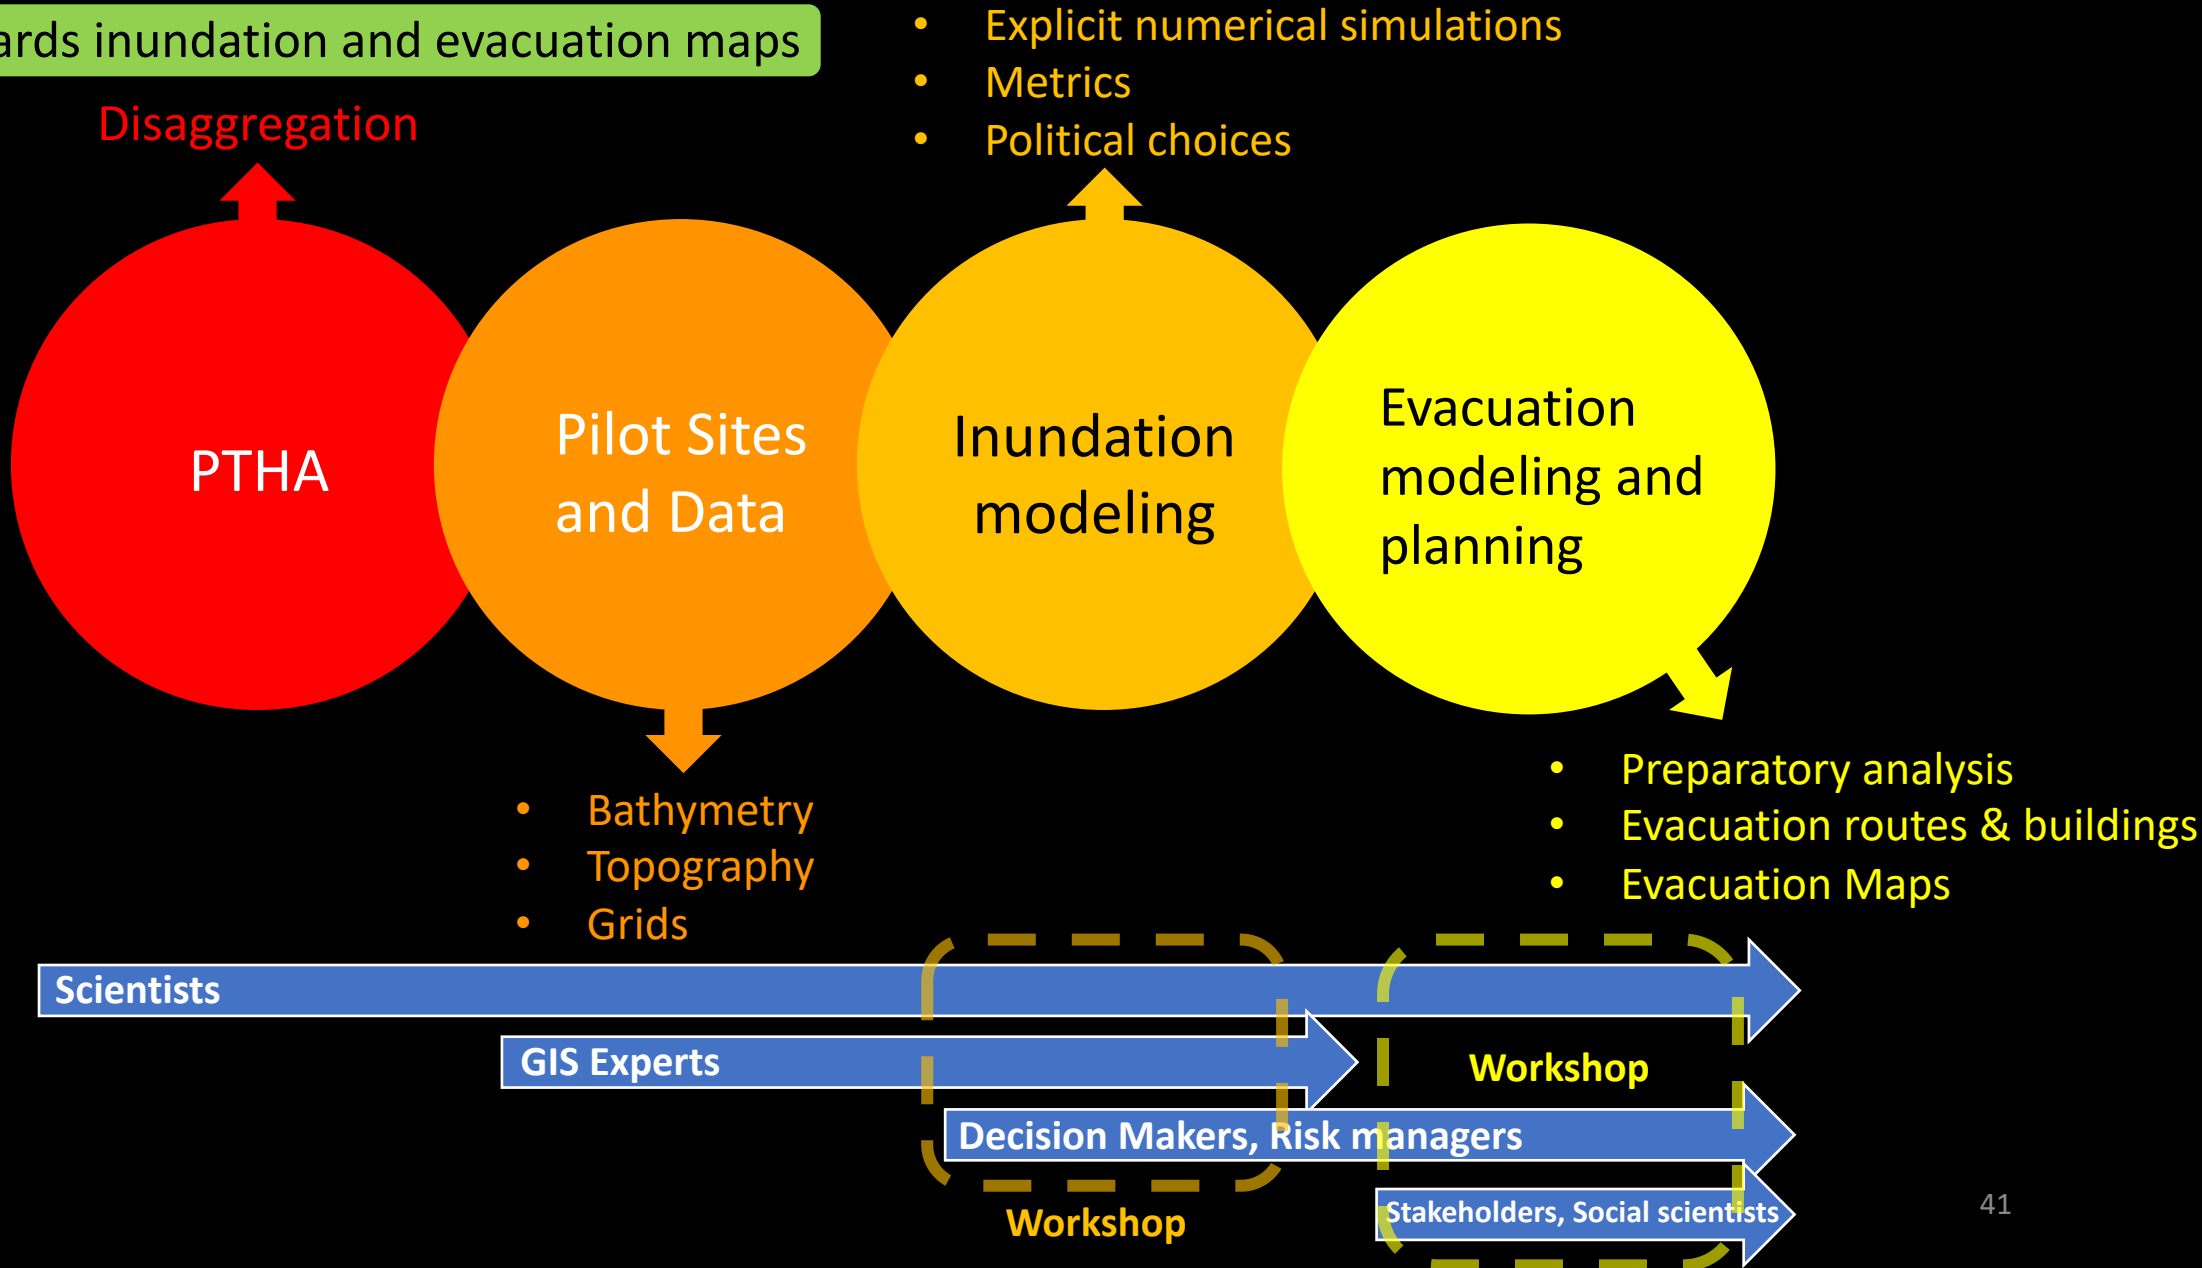 inundation and evacuation maps
Disaggregation
• Explicit numerical simulations
• Metrics
• Political choices
PTHA
Pilot Sites
and Data
Inundation
modeling
Evacuation
modeling and
planning
• Bathymetry
• Topography
• Grids
• Preparatory analysis
• Evacuation routes & buildings
• Evacuation Maps
Scientists
GIS Experts
Workshop
Decision Makers, Risk managers
Stakeholders, Social scientists
Workshop
41